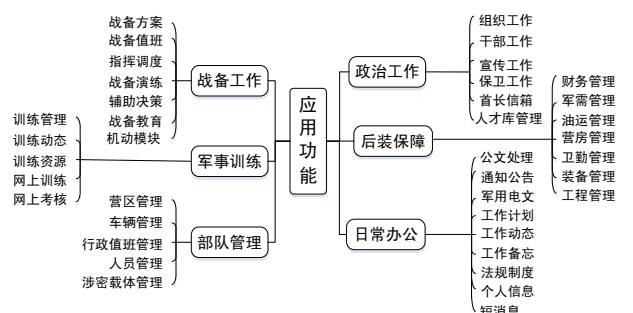 应用功能
战备工作
战备方案
战备值班
指挥调度
战备演练
辅助决策
战备教育
机动模块
军事训练
训练管理
训练动态
训练资源
网上训练
网上考核
部队管理
营区管理
车辆管理
行政值班管理
人员管理
涉密载体管理
政治工作
组织工作
干部工作
宣传工作
保卫工作
首长信箱
人才库管理
后装保障
财务管理
军需管理
油运管理
营房管理
卫勤管理
装备管理
工程管理
日常办公
公文处理
通知公告
军用电文
工作计划
工作动态
工作备忘
法规制度
个人信息
短消息